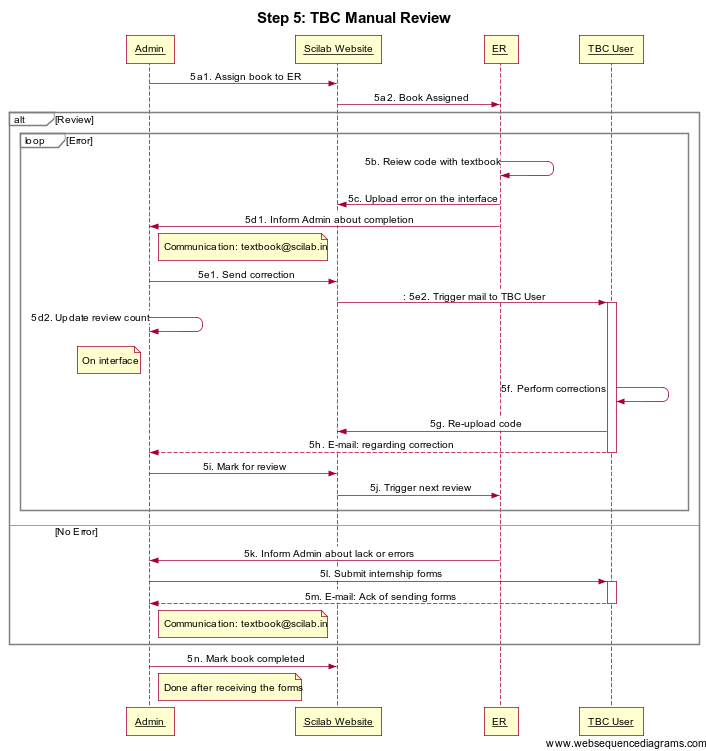 Step 5: TBC Manual Review
Admin
Scilab Website
ER
TBC User
5a1. Assign book to ER
5a2. Book Assigned
alt [Review]
loop [Error]
5b. Reiew code with textbook
5c. Upload error on the interface
5d1. Inform Admin about completion
Communication: textbook@scilab.in
5e1. Send correction
: 5e2. Trigger mail to TBC User
5d2. Update review count
On interface
5f. Perform corrections
5g. Re-upload code
5h. E-mail: regarding correction
5i. Mark for review
5j. Trigger next review
[No Error]
5k. Inform Admin about lack or errors
5l. Submit internship forms
5m. E-mail: Ack of sending forms
Communication: textbook@scilab.in
5n. Mark book completed
Done after receiving the forms
Admin
Scilab Website
ER
TBC User
www.websequencediagrams.com